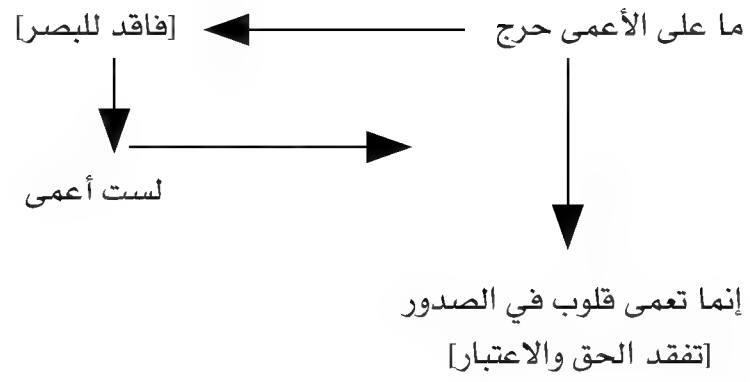 ما على الأعمى حرج
[فاقد للبصر]
لست أعمى
إنما تعمى قلوب في الصدور
[تفقد الحق والاعتبار]